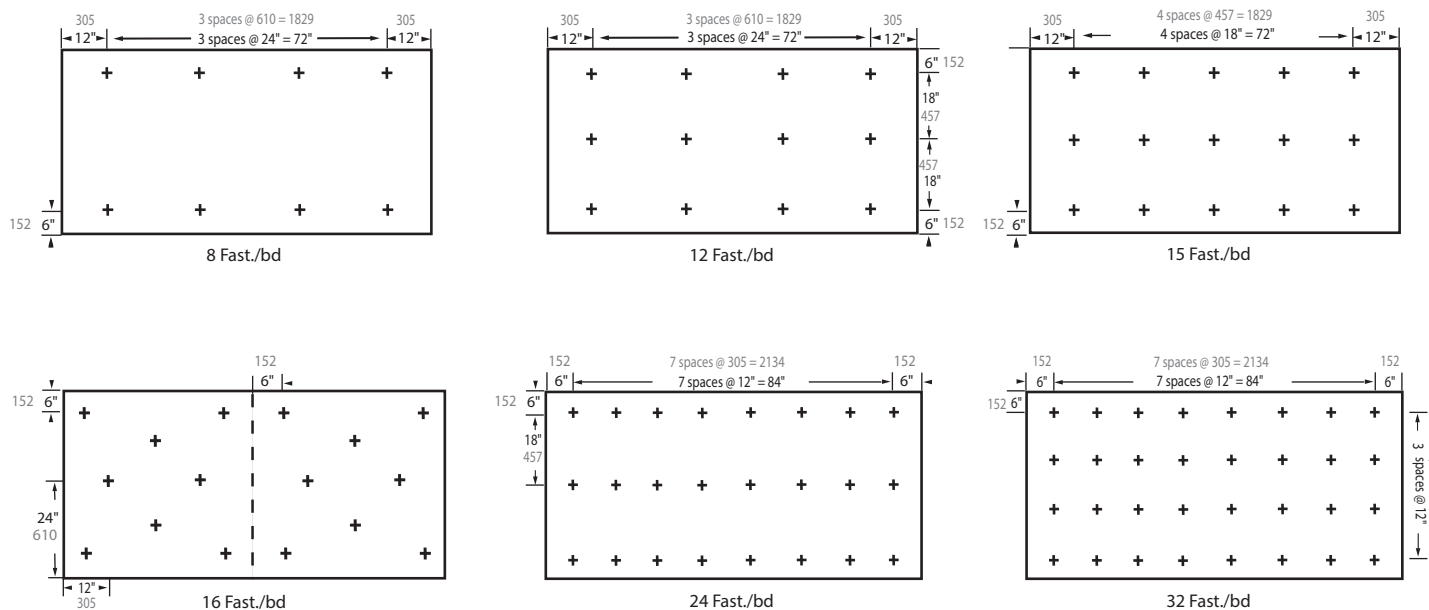 305 3 spaces @ 610 = 1829 305
12" 3 spaces @ 24" = 72" 12"
152 6"
8 Fast./bd
305 3 spaces @ 610 = 1829 305
12" 3 spaces @ 24" = 72" 12"
6" 152
18"
457
457
18"
6" 152
12 Fast./bd
305 4 spaces @ 457 = 1829 305
12" 4 spaces @ 18" = 72" 12"
152 6"
15 Fast./bd
152
6"
152 6"
24"
610
12"
305
16 Fast./bd
152 7 spaces @ 305 = 2134 152
6" 7 spaces @ 12" = 84" 6"
152 6"
18"
457
24 Fast./bd
152 7 spaces @ 305 = 2134 152
6" 7 spaces @ 12" = 84" 6"
152 6"
3 spaces @ 12"
32 Fast./bd